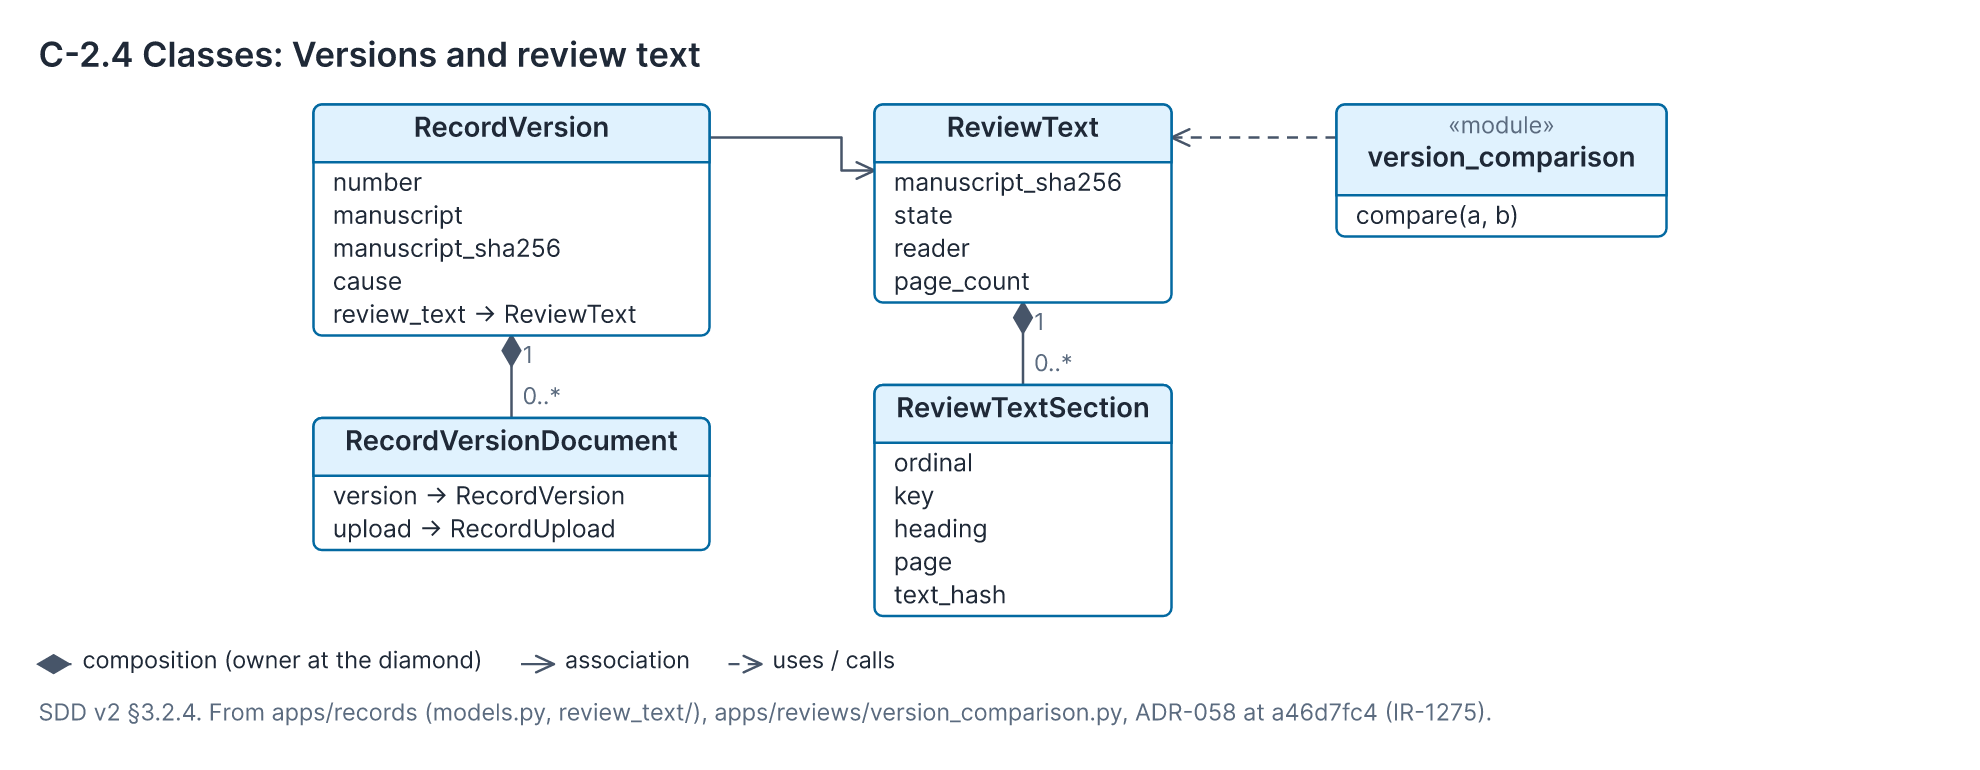 C-2.4 Classes: Versions and review text
RecordVersion
number
manuscript
manuscript_sha256
cause
review_text → ReviewText
1
0..*
RecordVersionDocument
version → RecordVersion
upload → RecordUpload
ReviewText
manuscript_sha256
state
reader
page_count
1
0..*
ReviewTextSection
ordinal
key
heading
page
text_hash
«module»
version_comparison
compare(a, b)
composition (owner at the diamond)
association
uses / calls
SDD v2 §3.2.4. From apps/records (models.py, review_text/), apps/reviews/version_comparison.py, ADR-058 at a46d7fc4 (IR-1275).